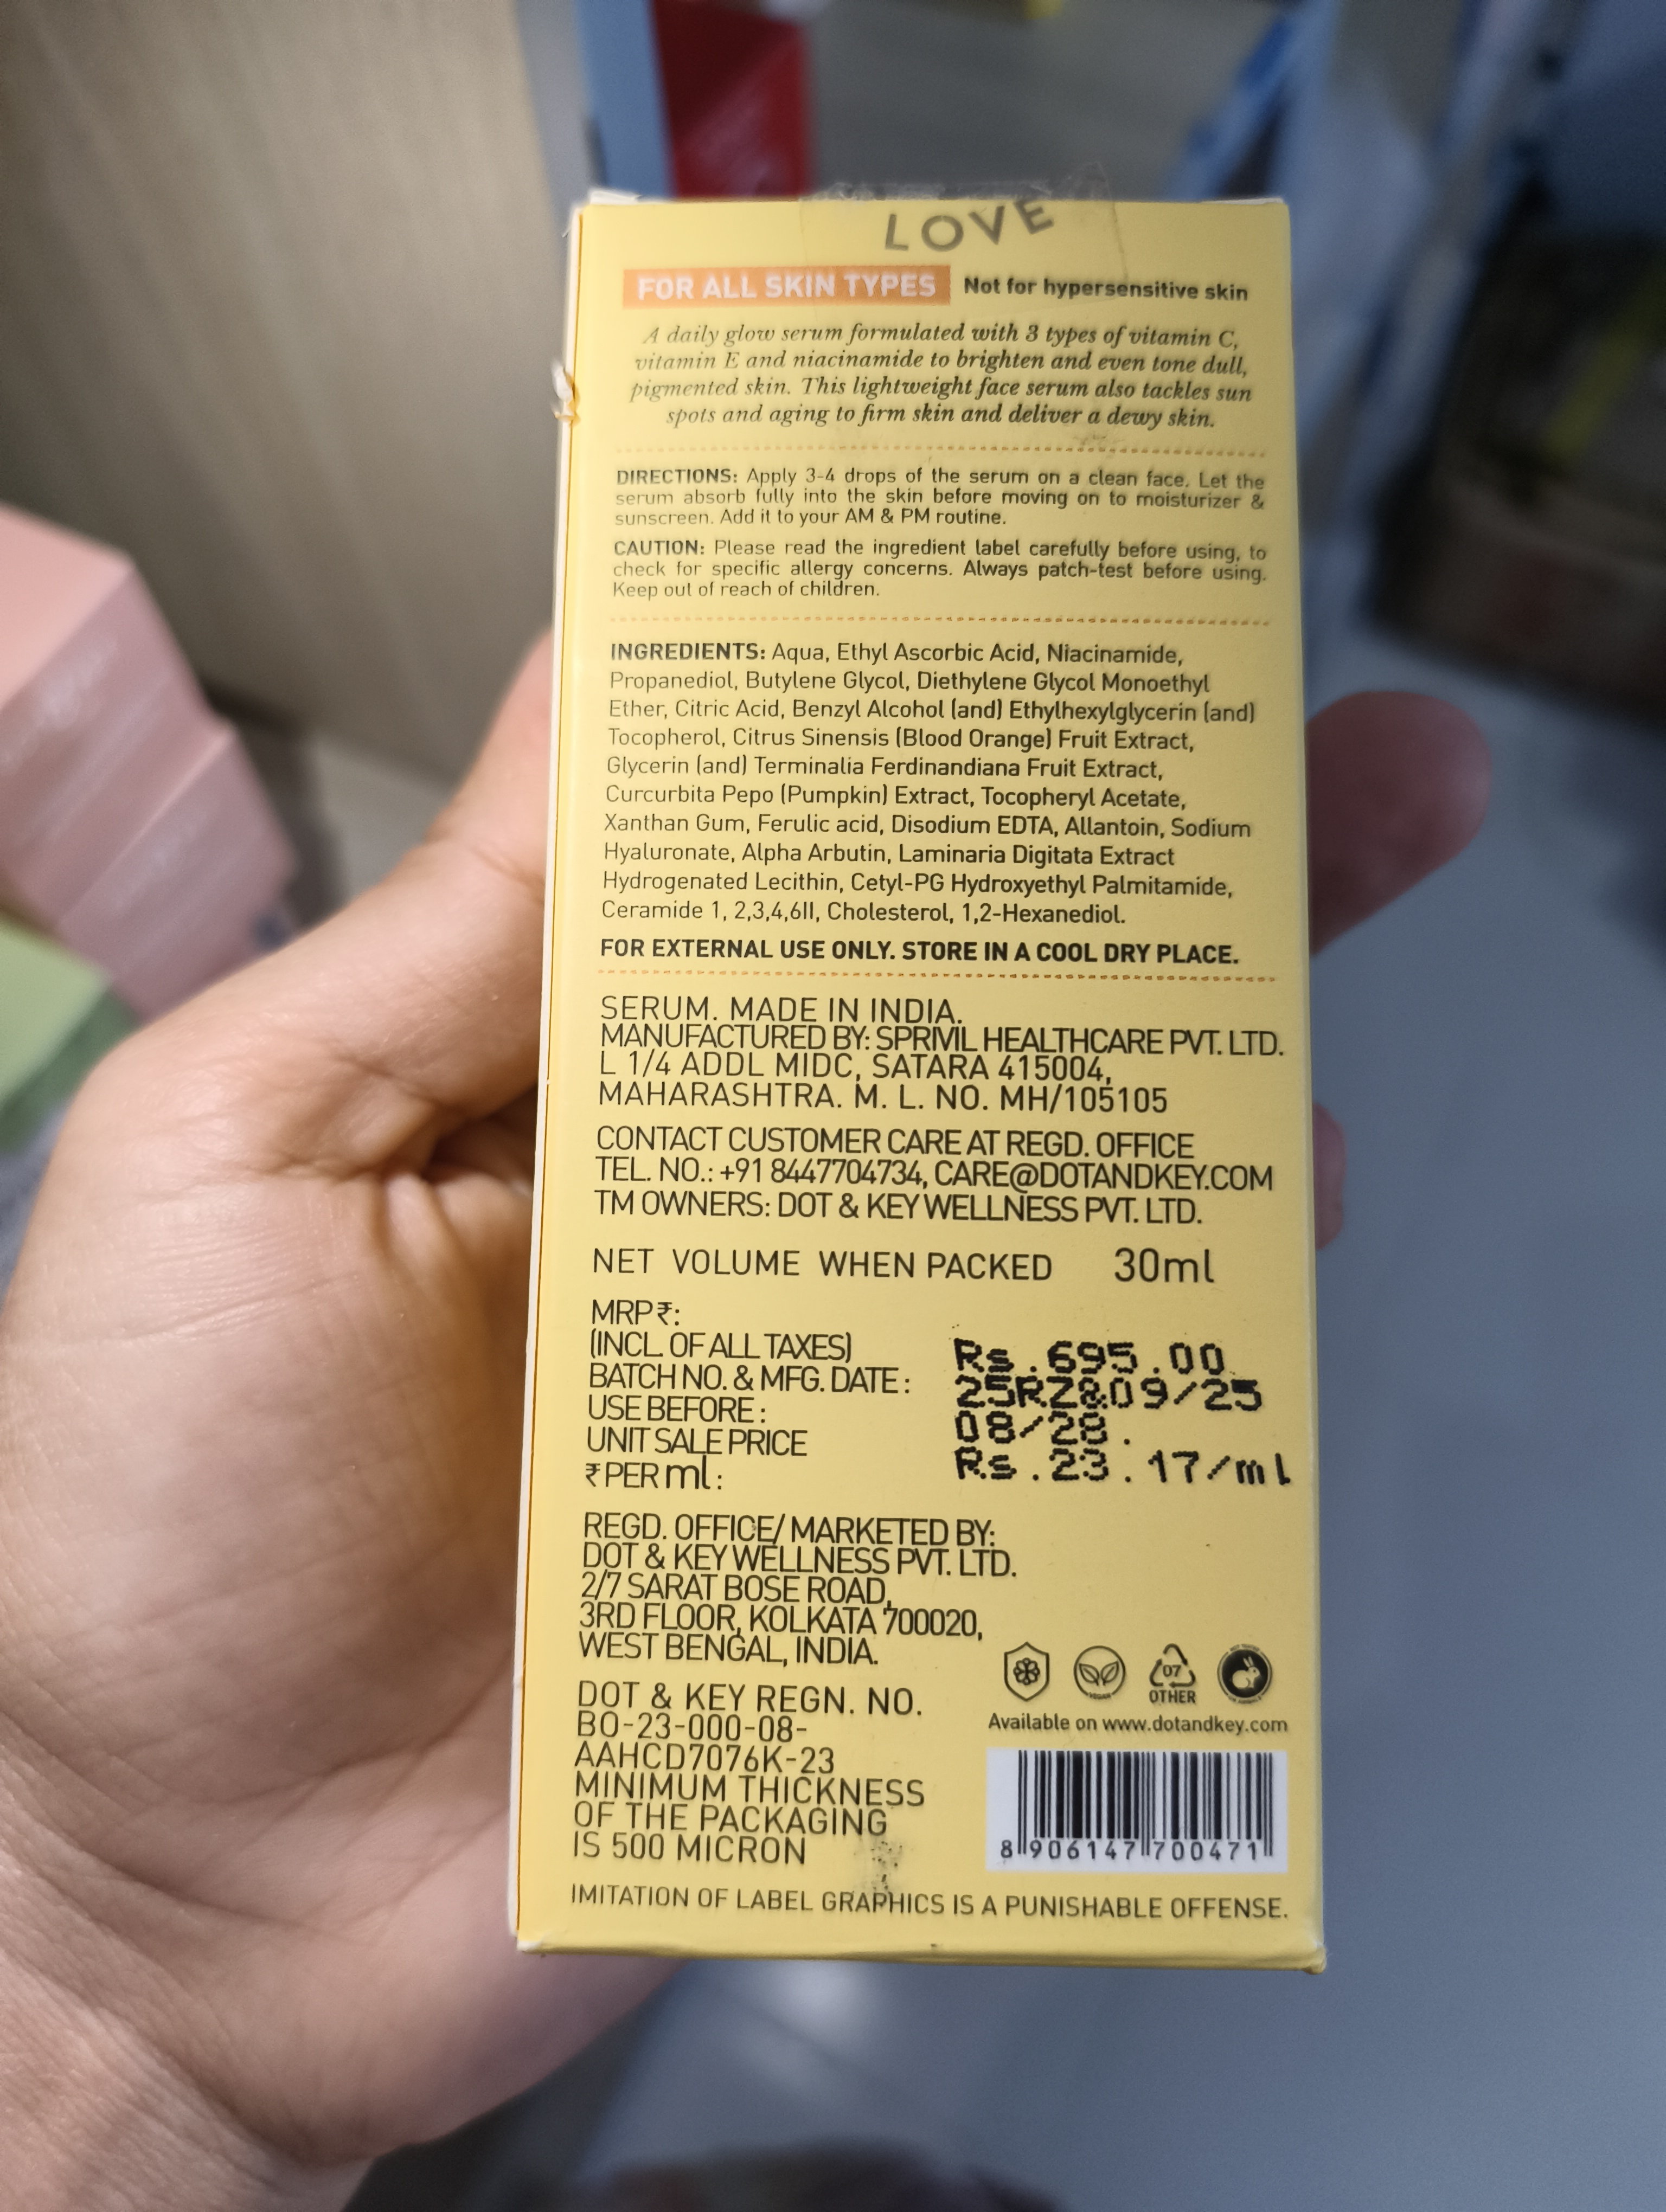 LOVE
FOR ALL SKIN TYPES Not for hypersensitive skin
A daily glow serum formulated with 3 types of vitamin C,
vitamin E and niacinamide to brighten and even tone dull,
pigmented skin. This lightweight face serum also tackles sun
spots and aging to firm skin and deliver a dewy skin.
DIRECTIONS: Apply 3-4 drops of the serum on a clean face. Let the
serum absorb fully into the skin before moving on to moisturizer &
sunscreen. Add it to your AM & PM routine.
CAUTION: Please read the ingredient label carefully before using, to
check for specific allergy concerns. Always patch-test before using.
Keep out of reach of children.
INGREDIENTS: Aqua, Ethyl Ascorbic Acid, Niacinamide,
Propanediol, Butylene Glycol, Diethylene Glycol Monoethyl
Ether, Citric Acid, Benzyl Alcohol (and) Ethylhexylglycerin (and)
Tocopherol, Citrus Sinensis (Blood Orange) Fruit Extract,
Glycerin (and) Terminalia Ferdinandiana Fruit Extract,
Curcurbita Pepo (Pumpkin) Extract, Tocopheryl Acetate,
Xanthan Gum, Ferulic acid, Disodium EDTA, Allantoin, Sodium
Hyaluronate, Alpha Arbutin, Laminaria Digitata Extract
Hydrogenated Lecithin, Cetyl-PG Hydroxyethyl Palmitamide,
Ceramide 1, 2,3,4,6II, Cholesterol, 1,2-Hexanediol.
FOR EXTERNAL USE ONLY. STORE IN A COOL DRY PLACE.
SERUM. MADE IN INDIA.
MANUFACTURED BY: SPRIVIL HEALTHCARE PVT. LTD.
L 1/4 ADDL MIDC, SATARA 415004,
MAHARASHTRA. M. L. NO. MH/105105
CONTACT CUSTOMER CARE AT REGD. OFFICE
TEL. NO.: +91 8447704734, CARE@DOTANDKEY.COM
TM OWNERS: DOT & KEY WELLNESS PVT. LTD.
NET VOLUME WHEN PACKED 30ml
MRP ₹:
(INCL. OF ALL TAXES) Rs.695.00
BATCH NO. & MFG. DATE : 25RZ&09/25
USE BEFORE : 08/28.
UNIT SALE PRICE
₹ PER ml : Rs.23.17/ml
REGD. OFFICE/ MARKETED BY:
DOT & KEY WELLNESS PVT. LTD.
2/7 SARAT BOSE ROAD,
3RD FLOOR, KOLKATA 700020,
WEST BENGAL, INDIA.
VEGAN
07
OTHER
Available on www.dotandkey.com
DOT & KEY REGN. NO.
BO-23-000-08-
AAHCD7076K-23
MINIMUM THICKNESS
OF THE PACKAGING
IS 500 MICRON
8 906147 700471
IMITATION OF LABEL GRAPHICS IS A PUNISHABLE OFFENSE.